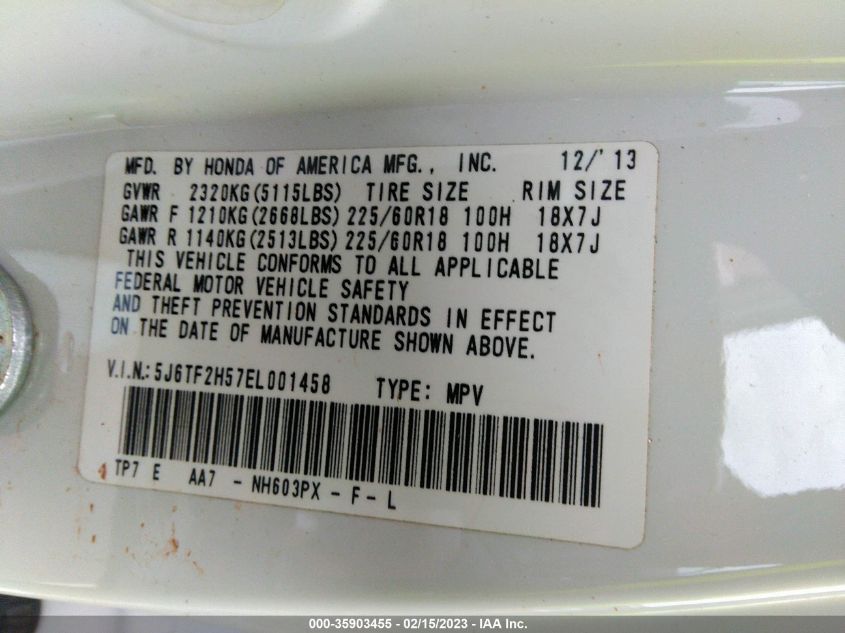 MFD. BY HONDA OF AMERICA MFG., INC. 12/'13
GVWR 2320KG(5115LBS) TIRE SIZE RIM SIZE
GAWR F 1210KG(2668LBS) 225/60R18 100H 18X7J
GAWR R 1140KG(2513LBS) 225/60R18 100H 18X7J
THIS VEHICLE CONFORMS TO ALL APPLICABLE
FEDERAL MOTOR VEHICLE SAFETY
AND THEFT PREVENTION STANDARDS IN EFFECT
ON THE DATE OF MANUFACTURE SHOWN ABOVE.
V.I.N.: 5J6TF2H57EL001458 TYPE: MPV
TP7 E AA7 - NH603PX - F - L
000-35903455 - 02/15/2023 - IAA Inc.